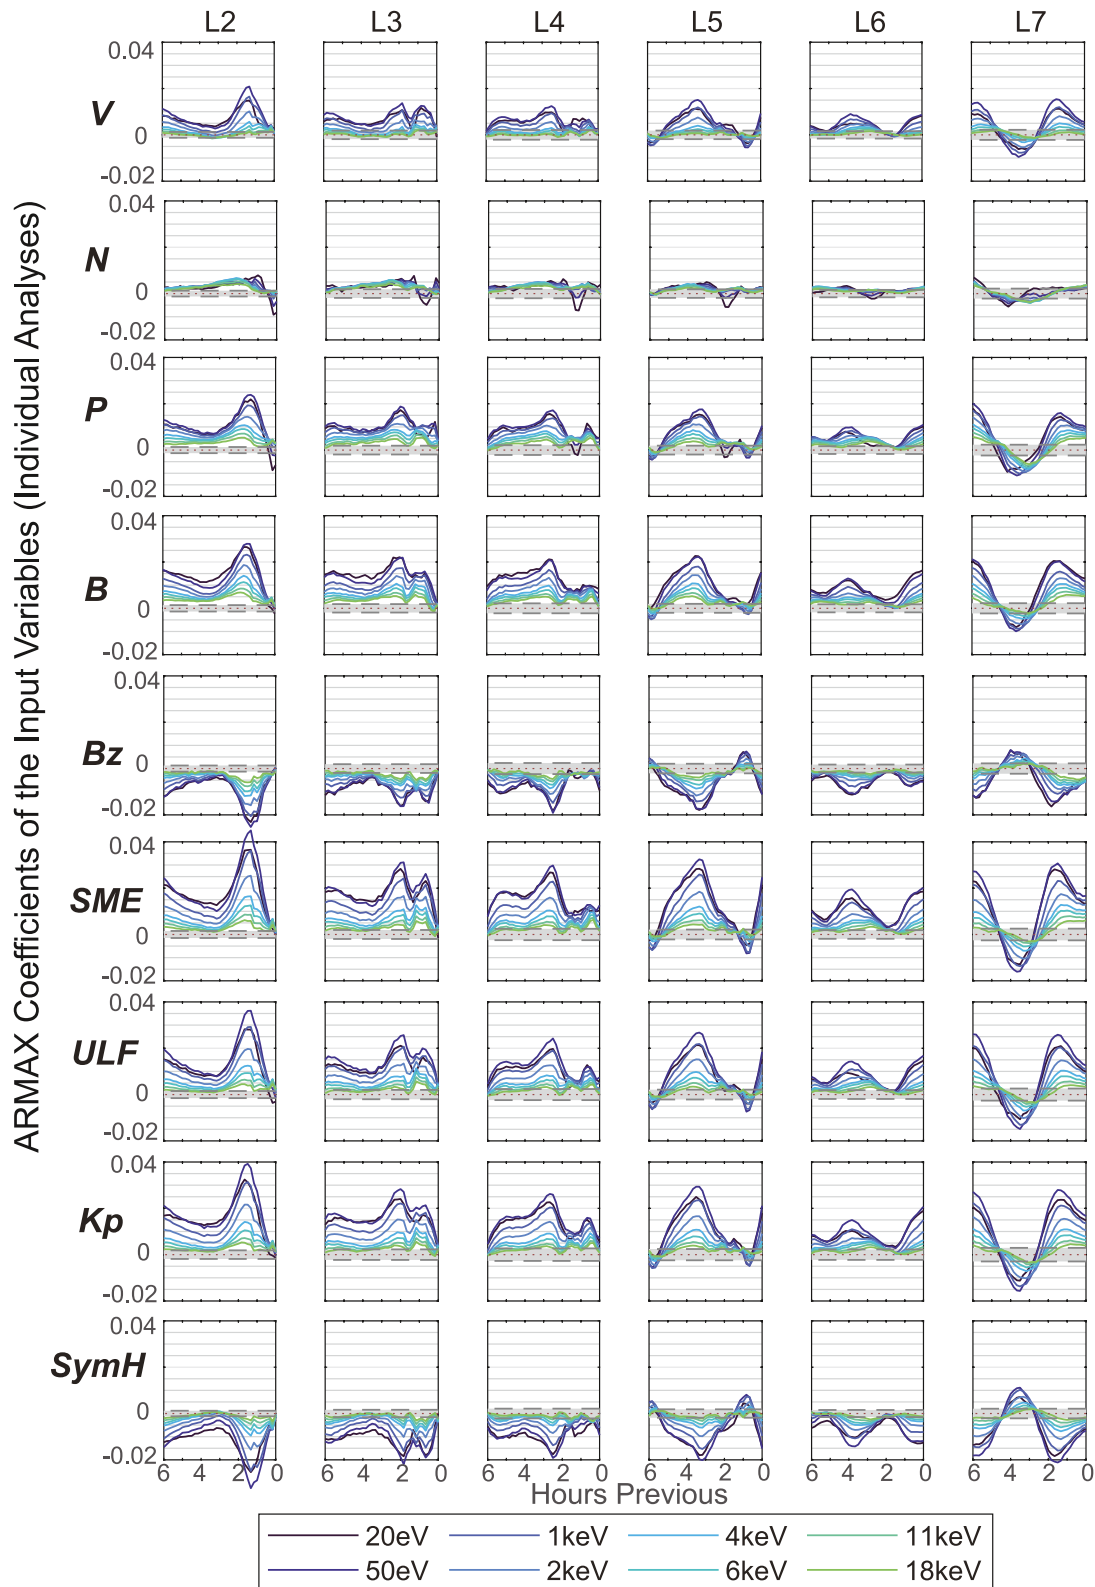 L2 L3 L4 L5 L6 L7
ARMAX Coefficients of the Input Variables (Individual Analyses)
0.04
V
0
-0.02
0.04
N
0
-0.02
0.04
P
0
-0.02
0.04
B
0
-0.02
0.04
Bz
0
-0.02
0.04
SME
0
-0.02
0.04
ULF
0
-0.02
0.04
Kp
0
-0.02
0.04
SymH
0
-0.02
6 4 2 0 6 4 2 0 6 4 2 0 6 4 2 0 6 4 2 0 6 4 2 0
Hours Previous
20eV 1keV 4keV 11keV
50eV 2keV 6keV 18keV